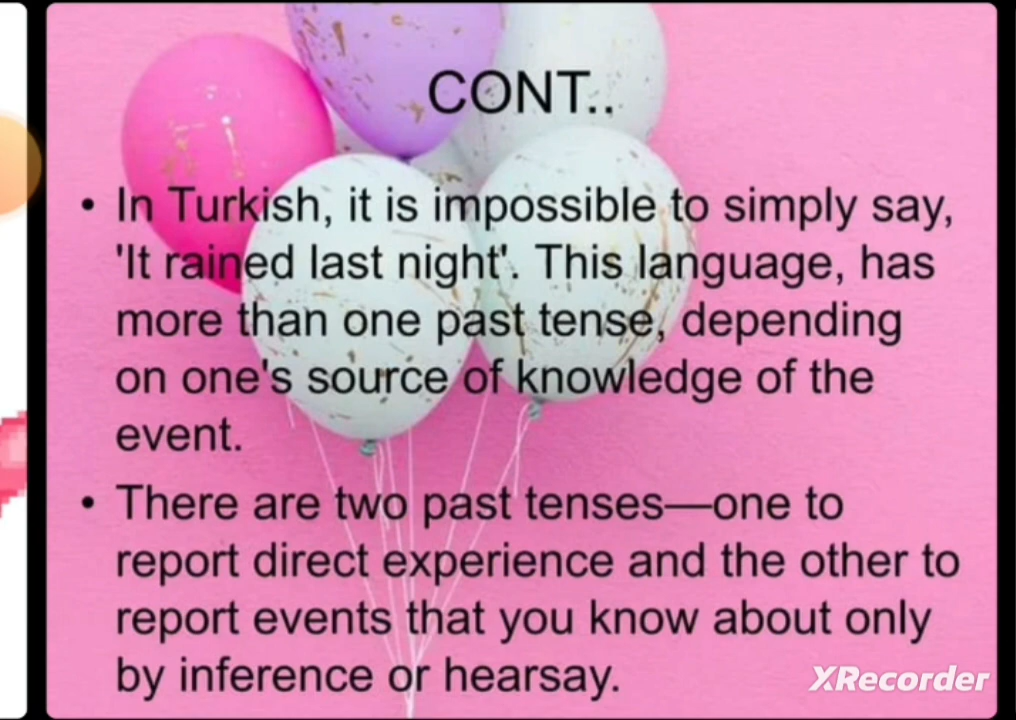 CONT..
• In Turkish, it is impossible to simply say,
'It rained last night'. This language, has
more than one past tense, depending
on one's source of knowledge of the
event.
• There are two past tenses—one to
report direct experience and the other to
report events that you know about only
by inference or hearsay.
XRecorder